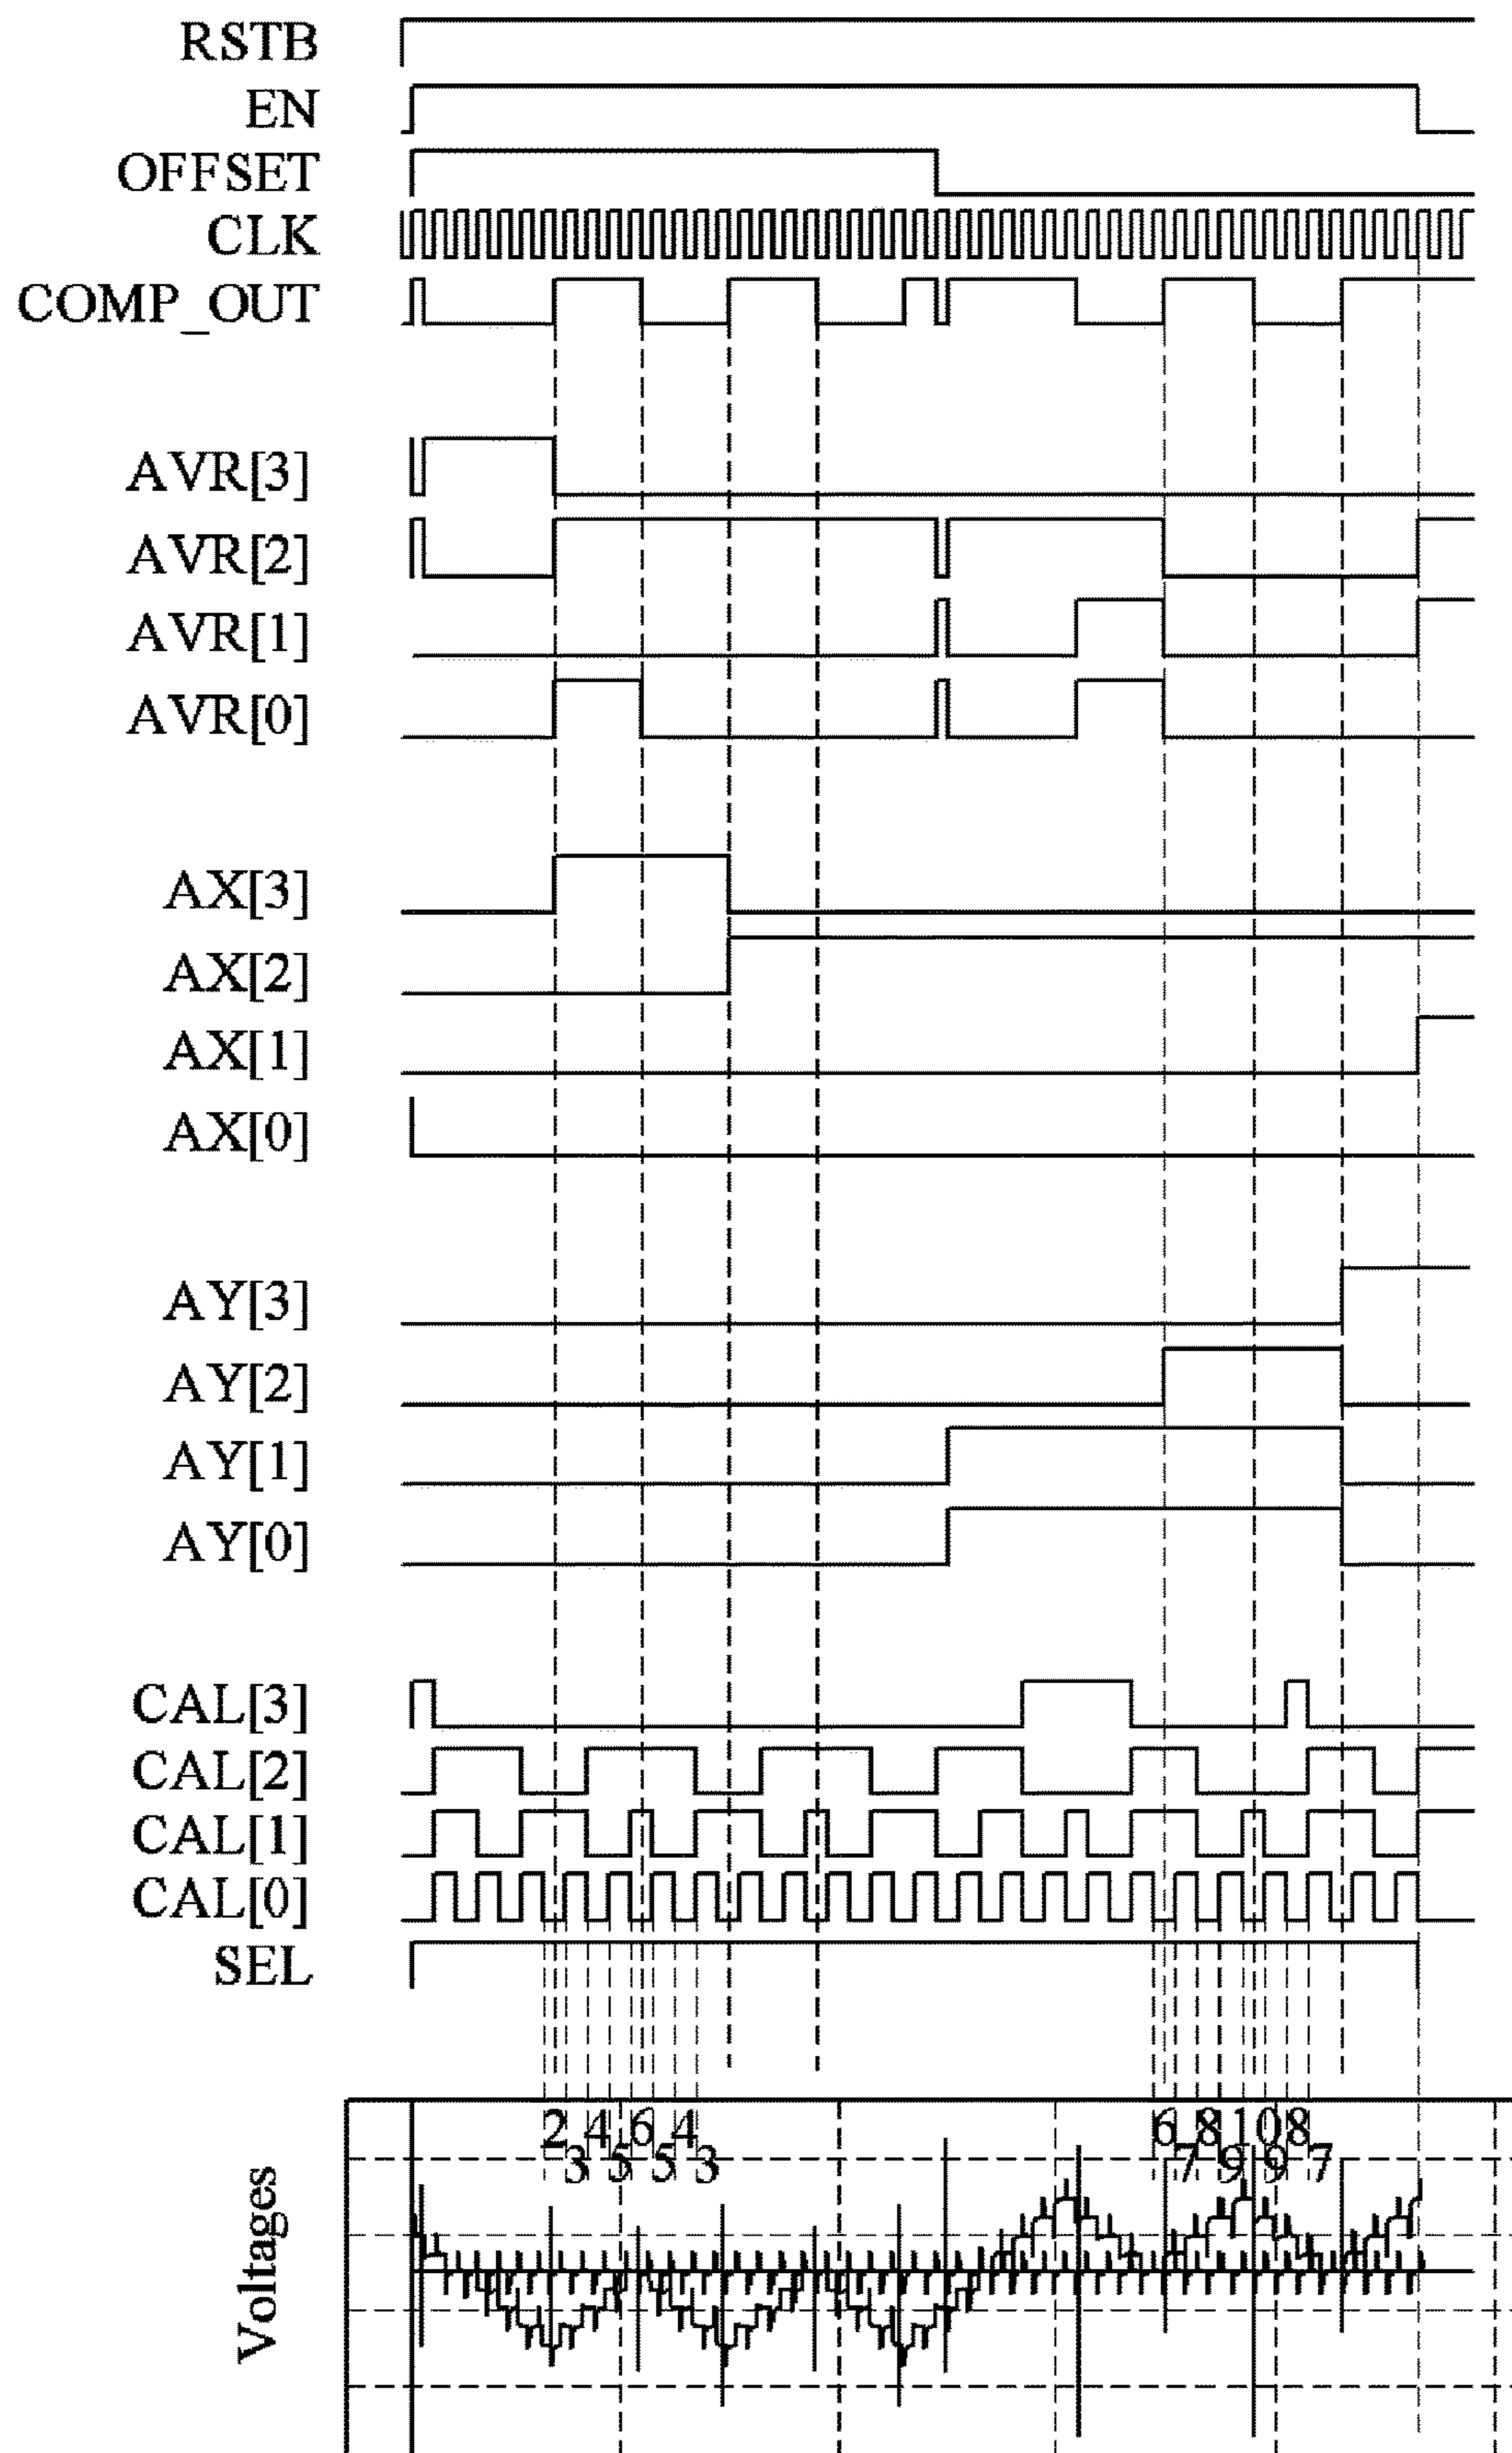 RSTB
EN
OFFSET
CLK
COMP_OUT
AVR[3]
AVR[2]
AVR[1]
AVR[0]
AX[3]
AX[2]
AX[1]
AX[0]
AY[3]
AY[2]
AY[1]
AY[0]
CAL[3]
CAL[2]
CAL[1]
CAL[0]
SEL
2 3 4 5 6 5 4 3 6 7 8 9 10 9 8 7
Voltages